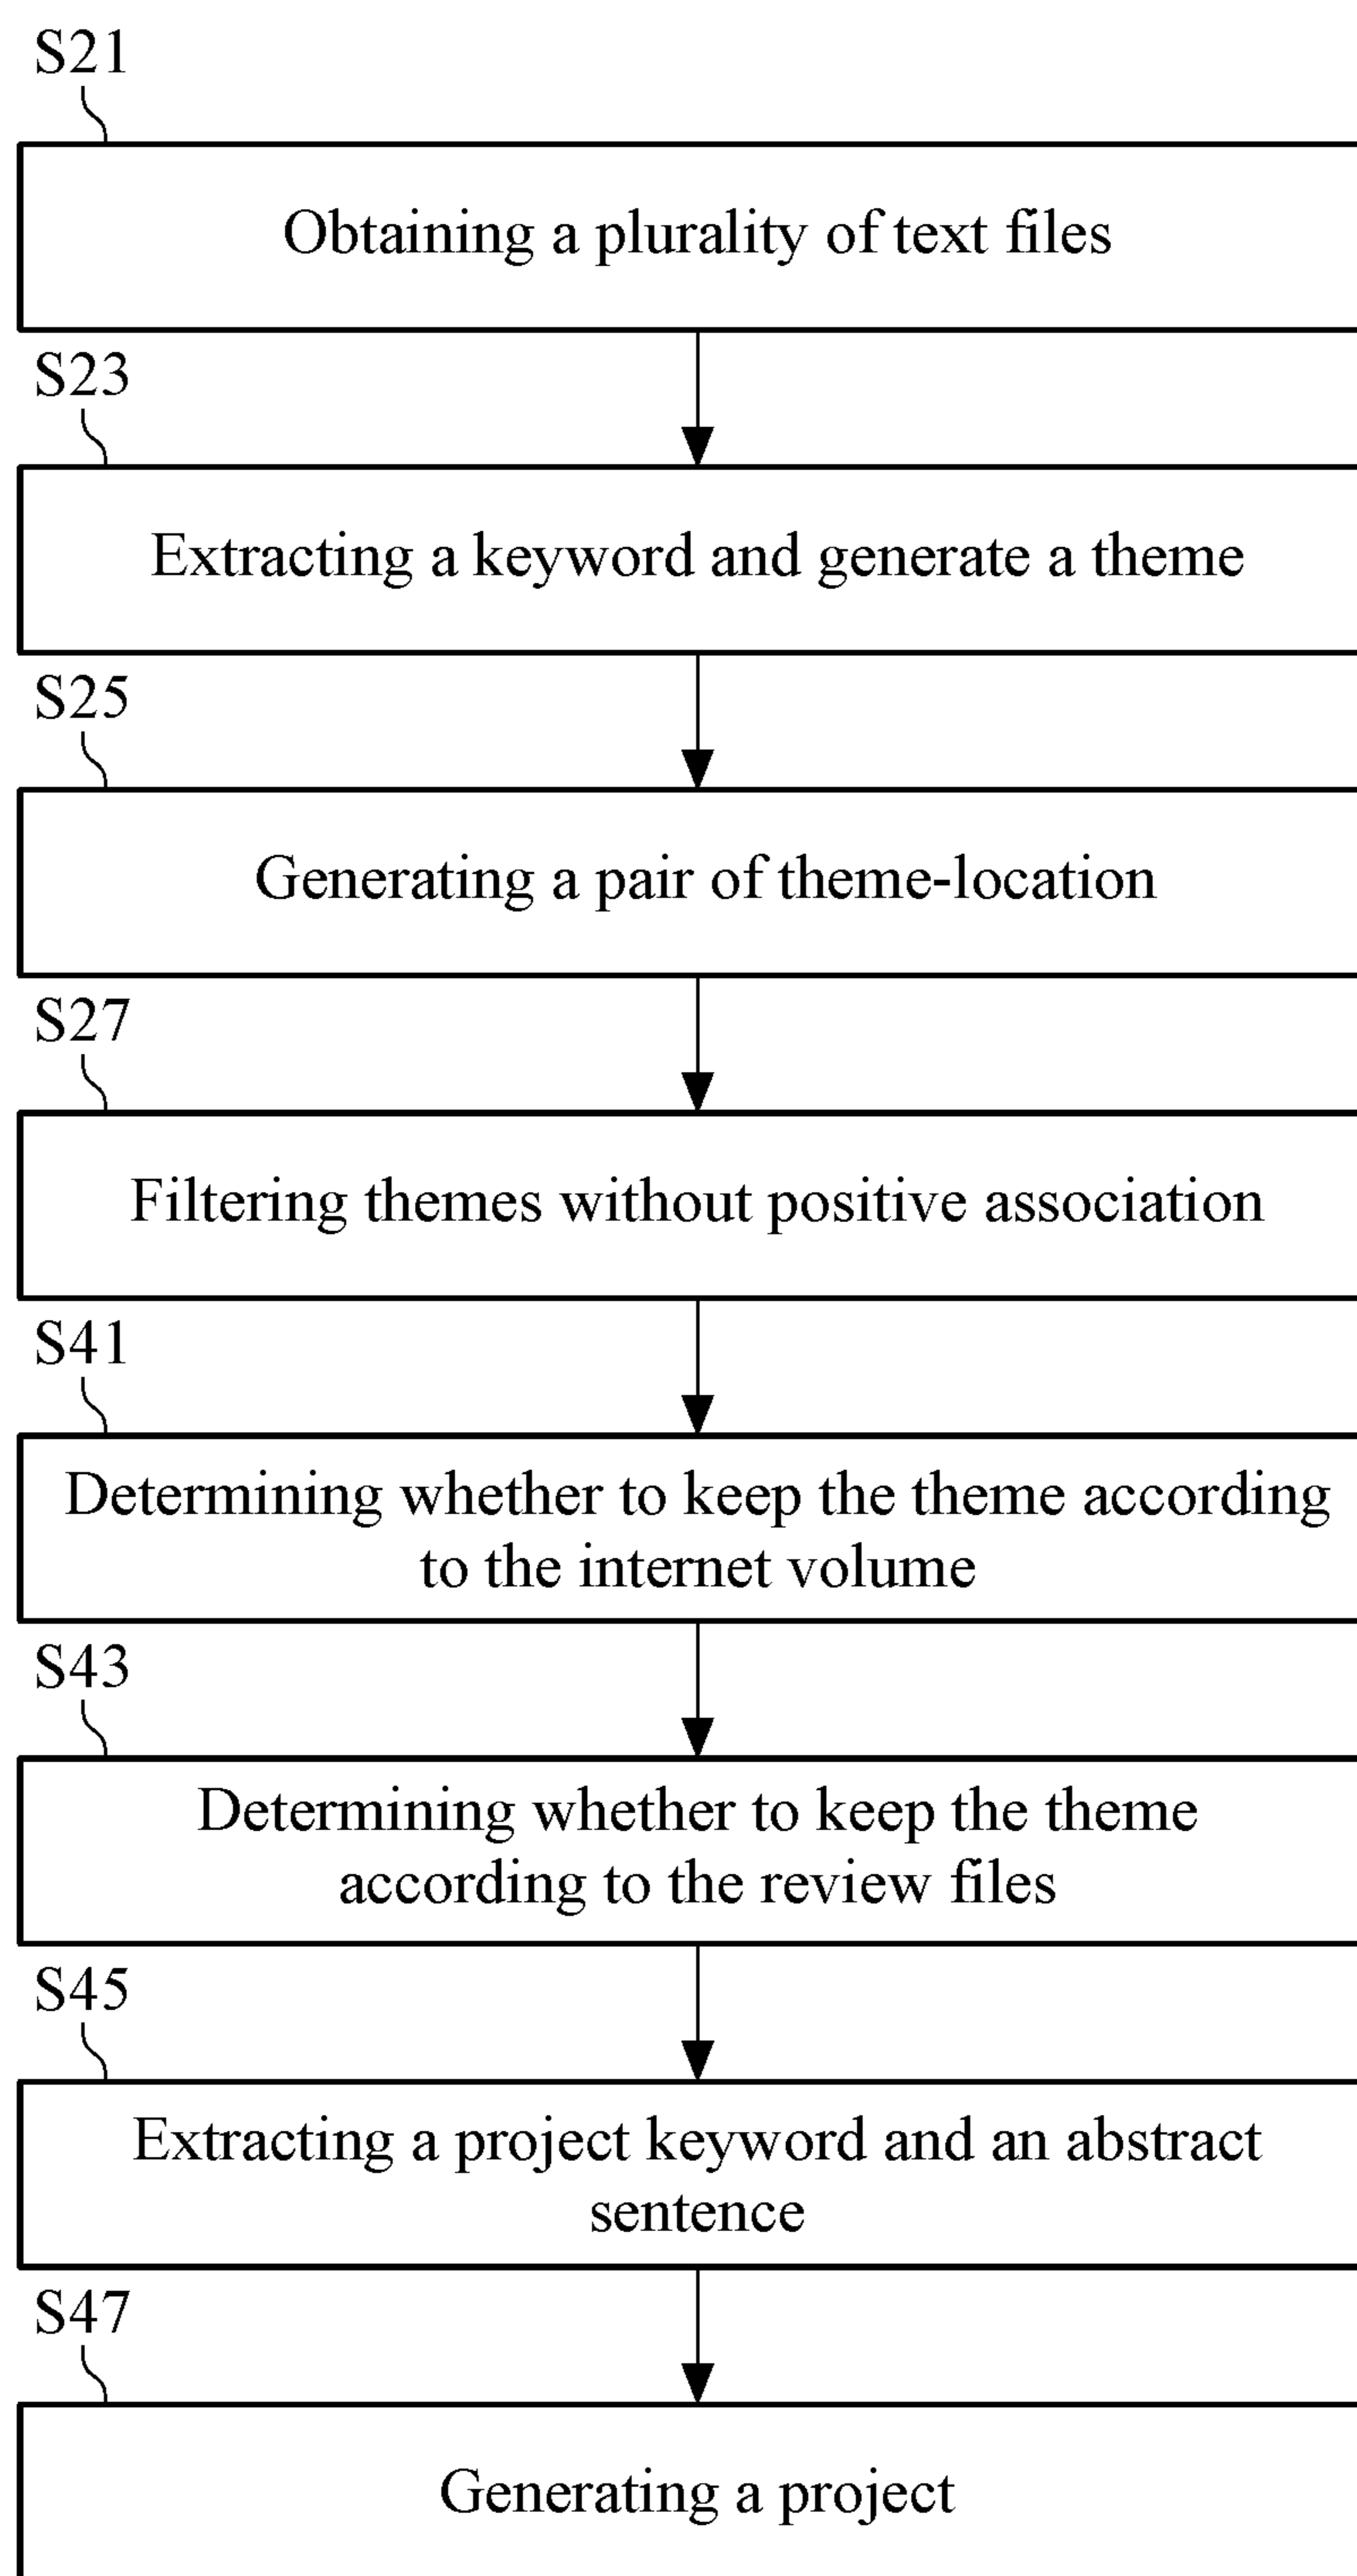 S21
Obtaining a plurality of text files
S23
Extracting a keyword and generate a theme
S25
Generating a pair of theme-location
S27
Filtering themes without positive association
S41
Determining whether to keep the theme according
to the internet volume
S43
Determining whether to keep the theme
according to the review files
S45
Extracting a project keyword and an abstract
sentence
S47
Generating a project